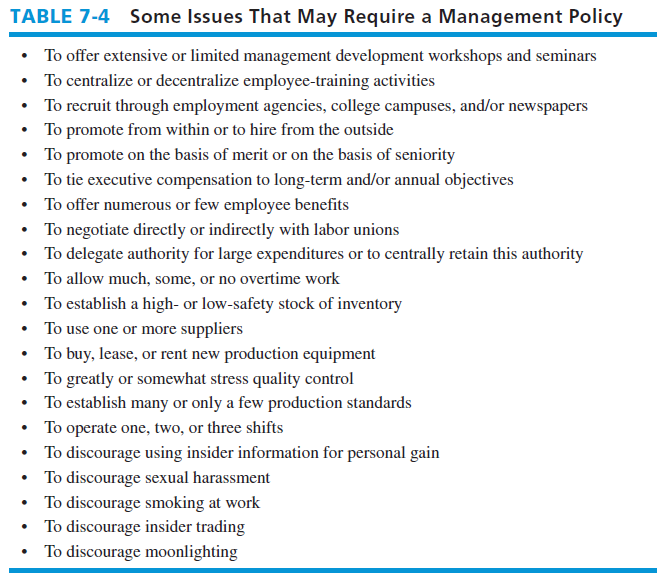 TABLE 7-4 Some Issues That May Require a Management Policy
• To offer extensive or limited management development workshops and seminars
• To centralize or decentralize employee-training activities
• To recruit through employment agencies, college campuses, and/or newspapers
• To promote from within or to hire from the outside
• To promote on the basis of merit or on the basis of seniority
• To tie executive compensation to long-term and/or annual objectives
• To offer numerous or few employee benefits
• To negotiate directly or indirectly with labor unions
• To delegate authority for large expenditures or to centrally retain this authority
• To allow much, some, or no overtime work
• To establish a high- or low-safety stock of inventory
• To use one or more suppliers
• To buy, lease, or rent new production equipment
• To greatly or somewhat stress quality control
• To establish many or only a few production standards
• To operate one, two, or three shifts
• To discourage using insider information for personal gain
• To discourage sexual harassment
• To discourage smoking at work
• To discourage insider trading
• To discourage moonlighting